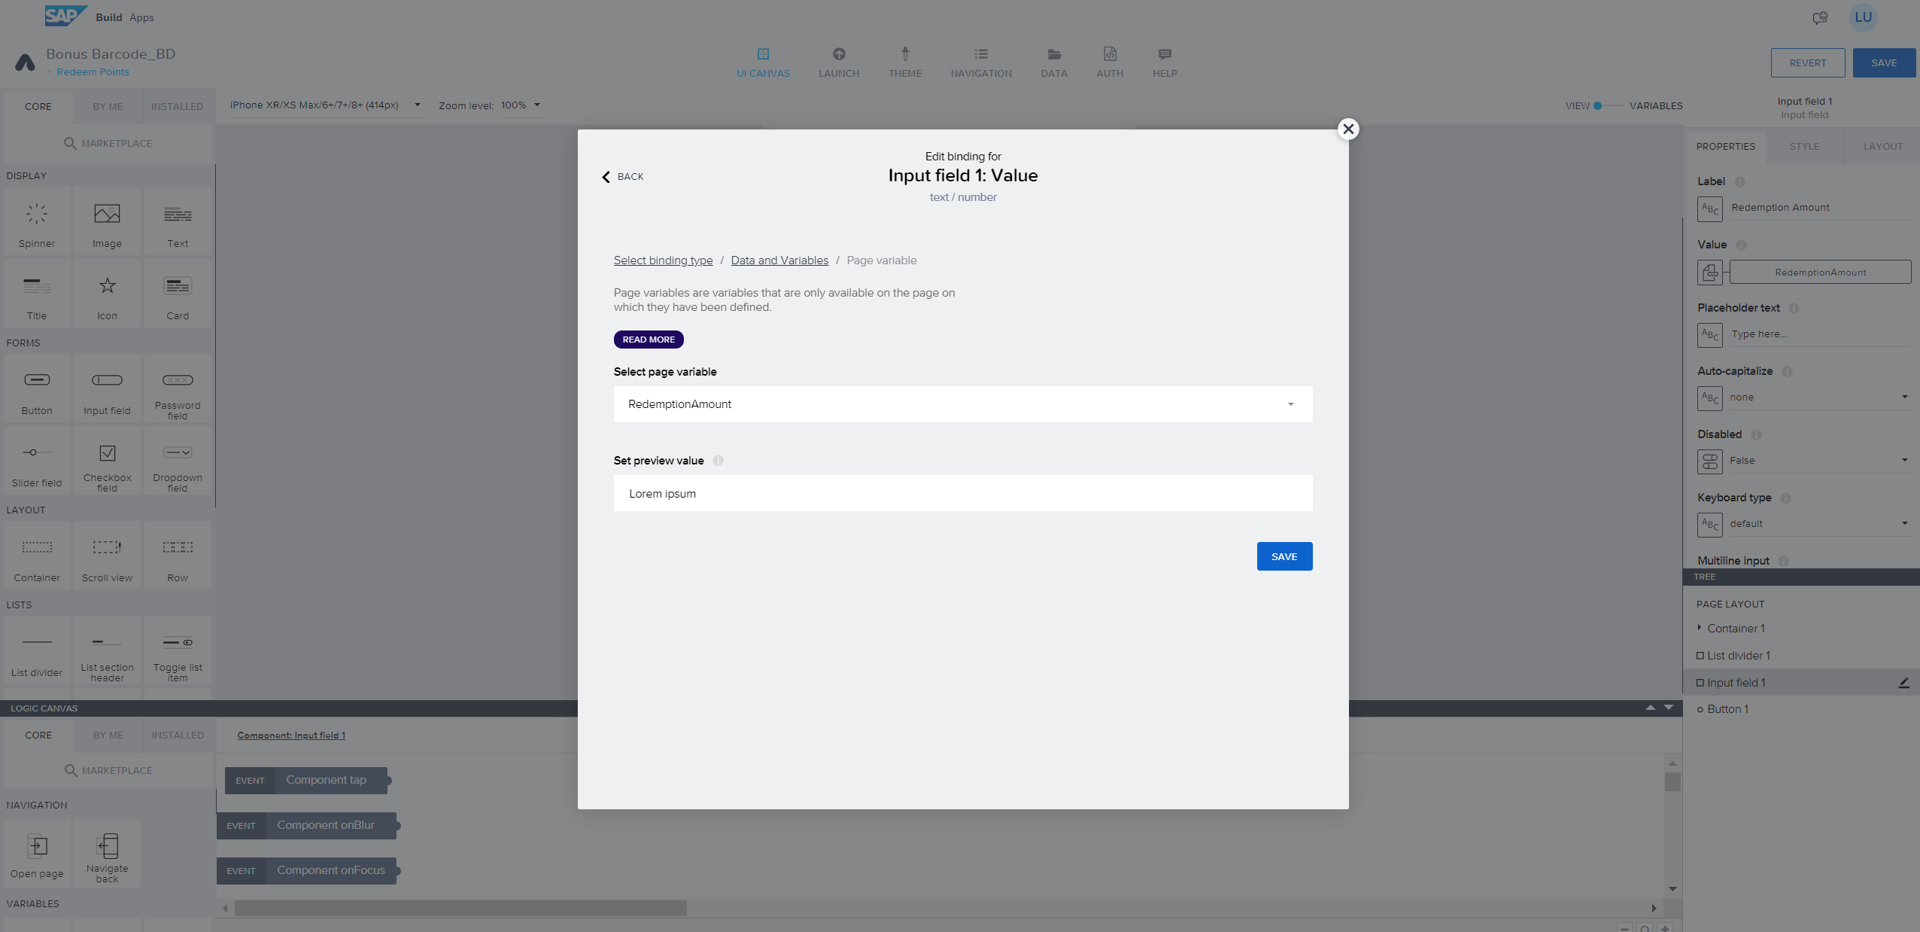 SAP Build Apps
LU
Bonus Barcode_BD
› Redeem Points
UI CANVAS
LAUNCH
THEME
NAVIGATION
DATA
AUTH
HELP
REVERT
SAVE
CORE
BY ME
INSTALLED
MARKETPLACE
iPhone XR/XS Max/6+/7+/8+ (414px)
Zoom level: 100%
VIEW
VARIABLES
DISPLAY
Spinner
Image
Text
Title
Icon
Card
FORMS
Button
Input field
Password
field
Slider field
Checkbox
field
Dropdown
field
LAYOUT
Container
Scroll view
Row
LISTS
List divider
List section
header
Toggle list
item
Edit binding for
BACK
Input field 1: Value
text / number
Select binding type / Data and Variables / Page variable
Page variables are variables that are only available on the page on
which they have been defined.
READ MORE
Select page variable
RedemptionAmount
Set preview value
Lorem ipsum
SAVE
Input field 1
Input field
PROPERTIES
STYLE
LAYOUT
Label
ABC
Redemption Amount
Value
RedemptionAmount
Placeholder text
ABC
Type here...
Auto-capitalize
ABC
none
Disabled
False
Keyboard type
ABC
default
Multiline input
TREE
PAGE LAYOUT
Container 1
List divider 1
Input field 1
Button 1
LOGIC CANVAS
CORE
BY ME
INSTALLED
MARKETPLACE
Component: Input field 1
EVENT Component tap
EVENT Component onBlur
EVENT Component onFocus
NAVIGATION
Open page
Navigate
back
VARIABLES